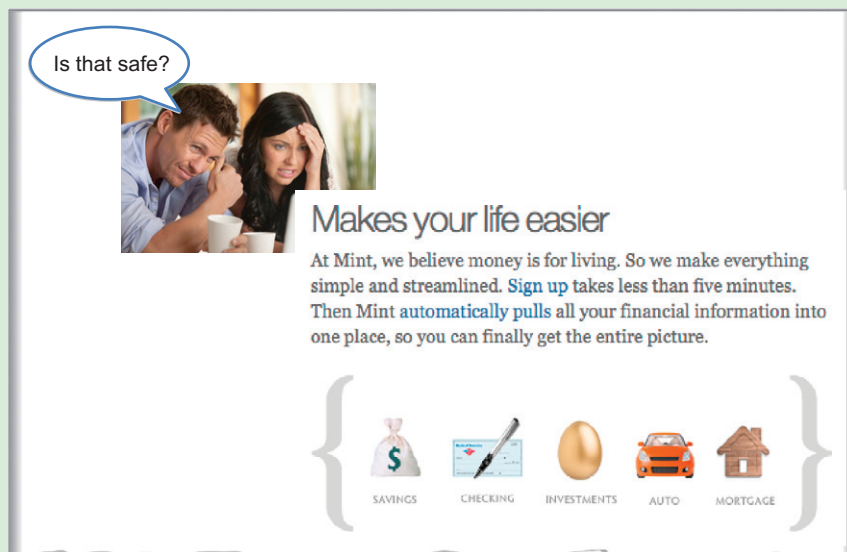 Is that safe?
Makes your life easier
At Mint, we believe money is for living. So we make everything
simple and streamlined. Sign up takes less than five minutes.
Then Mint automatically pulls all your financial information into
one place, so you can finally get the entire picture.
$
SAVINGS CHECKING INVESTMENTS AUTO MORTGAGE